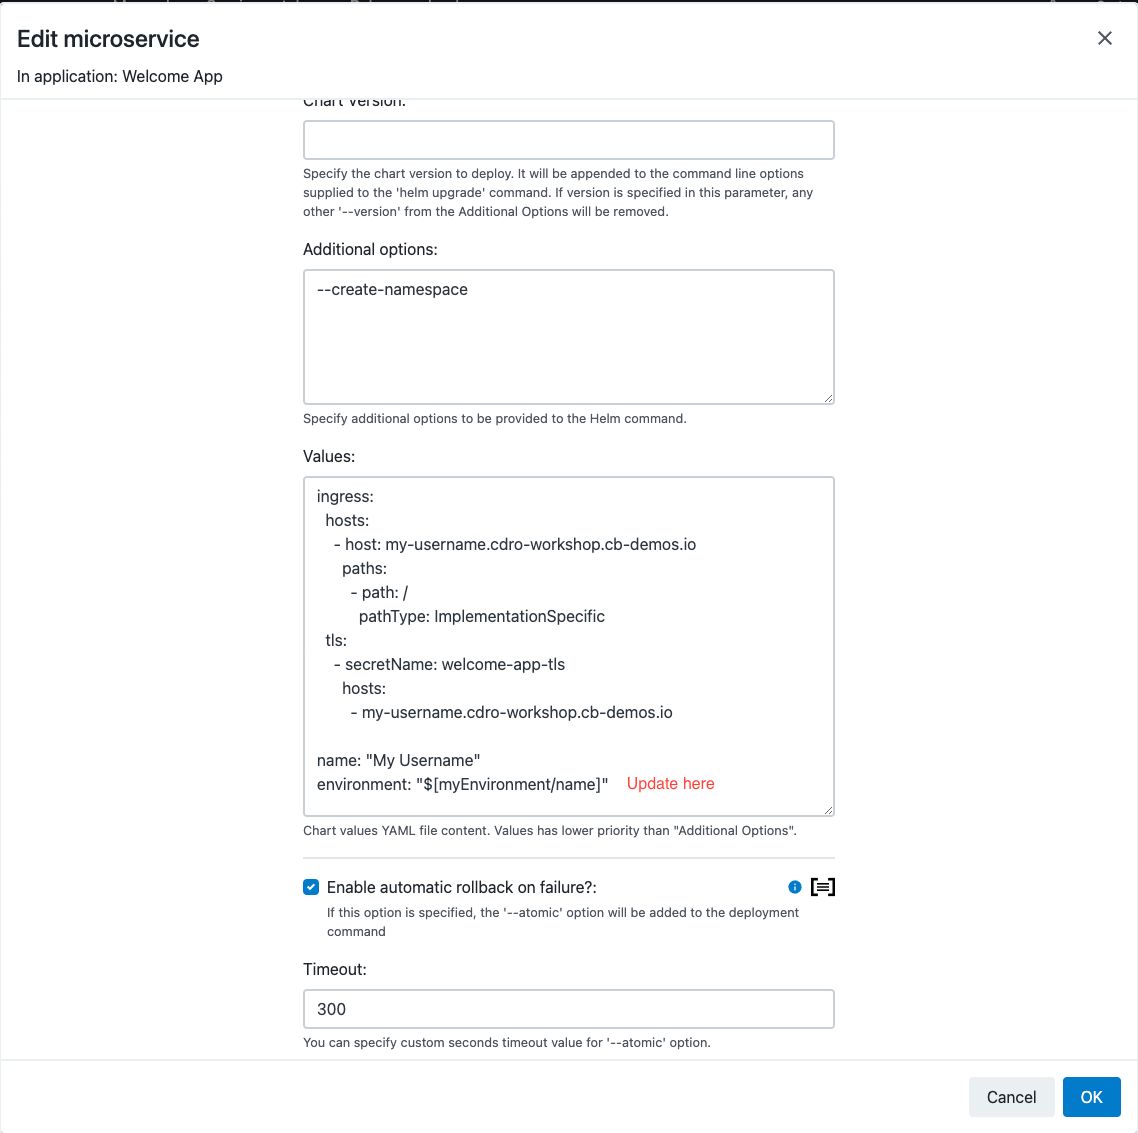 Edit microservice
In application: Welcome App
Chart Version:
Specify the chart version to deploy. It will be appended to the command line options
supplied to the 'helm upgrade' command. If version is specified in this parameter, any
other '--version' from the Additional Options will be removed.
Additional options:
--create-namespace
Specify additional options to be provided to the Helm command.
Values:
ingress:
  hosts:
    - host: my-username.cdro-workshop.cb-demos.io
      paths:
        - path: /
          pathType: ImplementationSpecific
  tls:
    - secretName: welcome-app-tls
      hosts:
        - my-username.cdro-workshop.cb-demos.io
name: "My Username"
environment: "$[myEnvironment/name]" Update here
Chart values YAML file content. Values has lower priority than "Additional Options".
Enable automatic rollback on failure?:
If this option is specified, the '--atomic' option will be added to the deployment
command
Timeout:
300
You can specify custom seconds timeout value for '--atomic' option.
Cancel OK